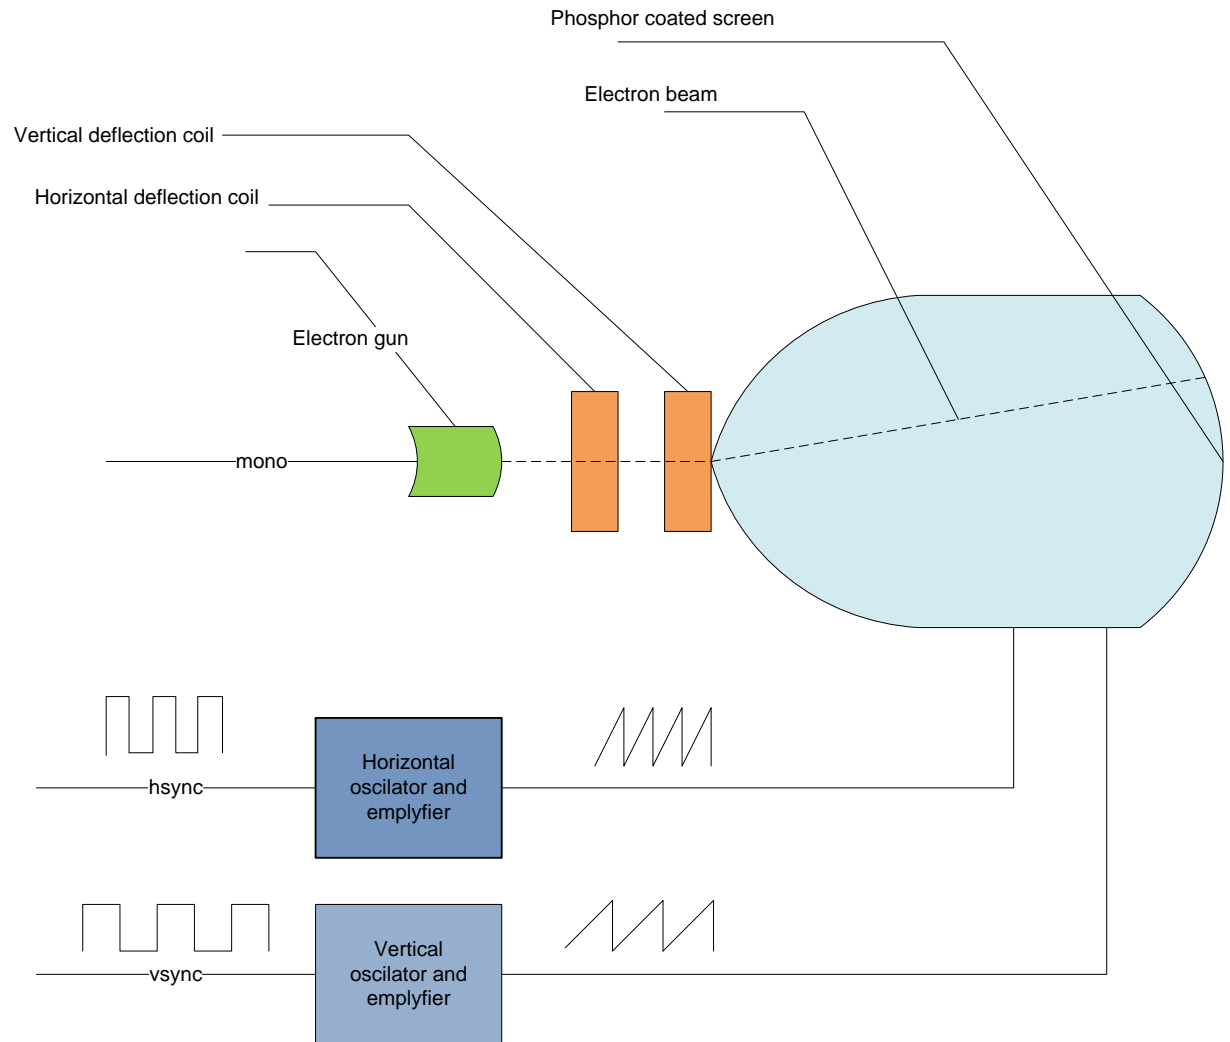 Phosphor coated screen
Electron beam
Vertical deflection coil
Horizontal deflection coil
Electron gun
mono
Horizontal
oscilator and
emplyfier
hsync
Vertical
oscilator and
emplyfier
vsync